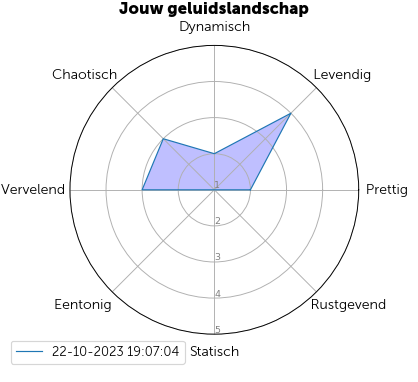 Jouw geluidslandschap
Dynamisch
Chaotisch
Levendig
Vervelend
1
Prettig
2
3
4
Eentonig
Rustgevend
5
22-10-2023 19:07:04
Statisch